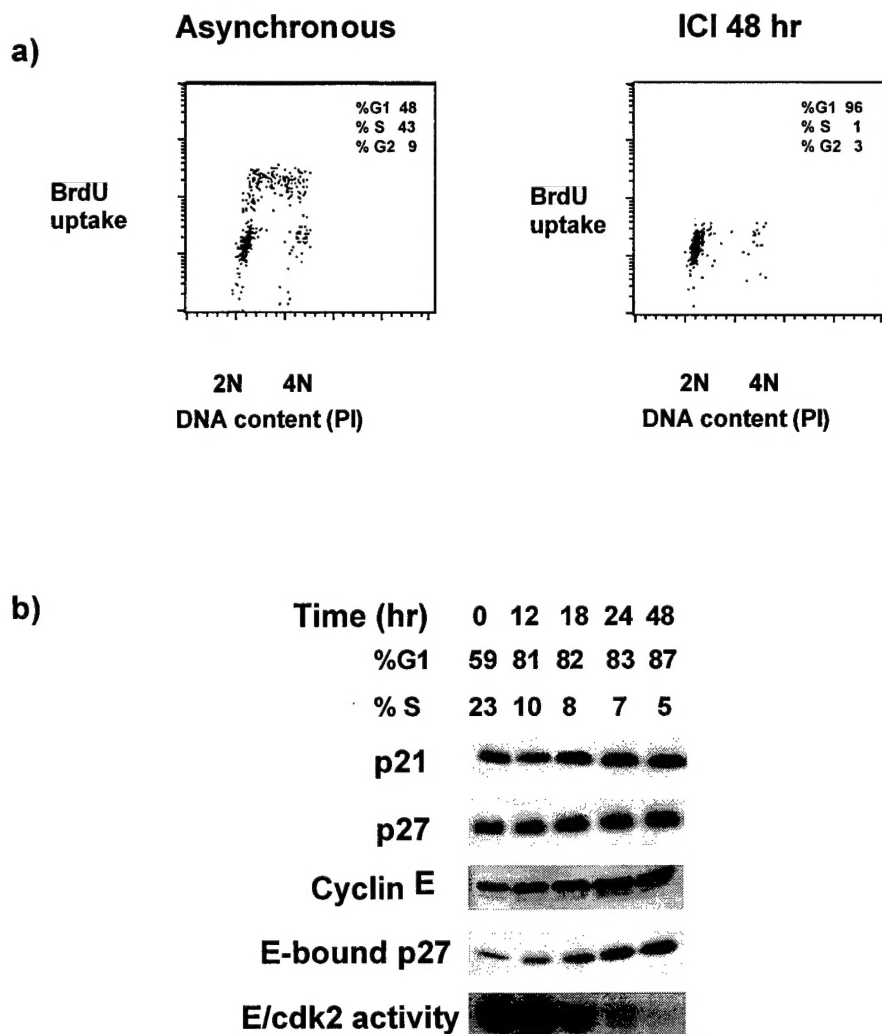 a)
Asynchronous
%G1 48
% S 43
% G2 9
BrdU
uptake
2N 4N
DNA content (PI)
ICI 48 hr
%G1 96
% S 1
% G2 3
BrdU
uptake
2N 4N
DNA content (PI)
b)
Time (hr) 0 12 18 24 48
%G1 59 81 82 83 87
% S 23 10 8 7 5
p21
p27
Cyclin E
E-bound p27
E/cdk2 activity